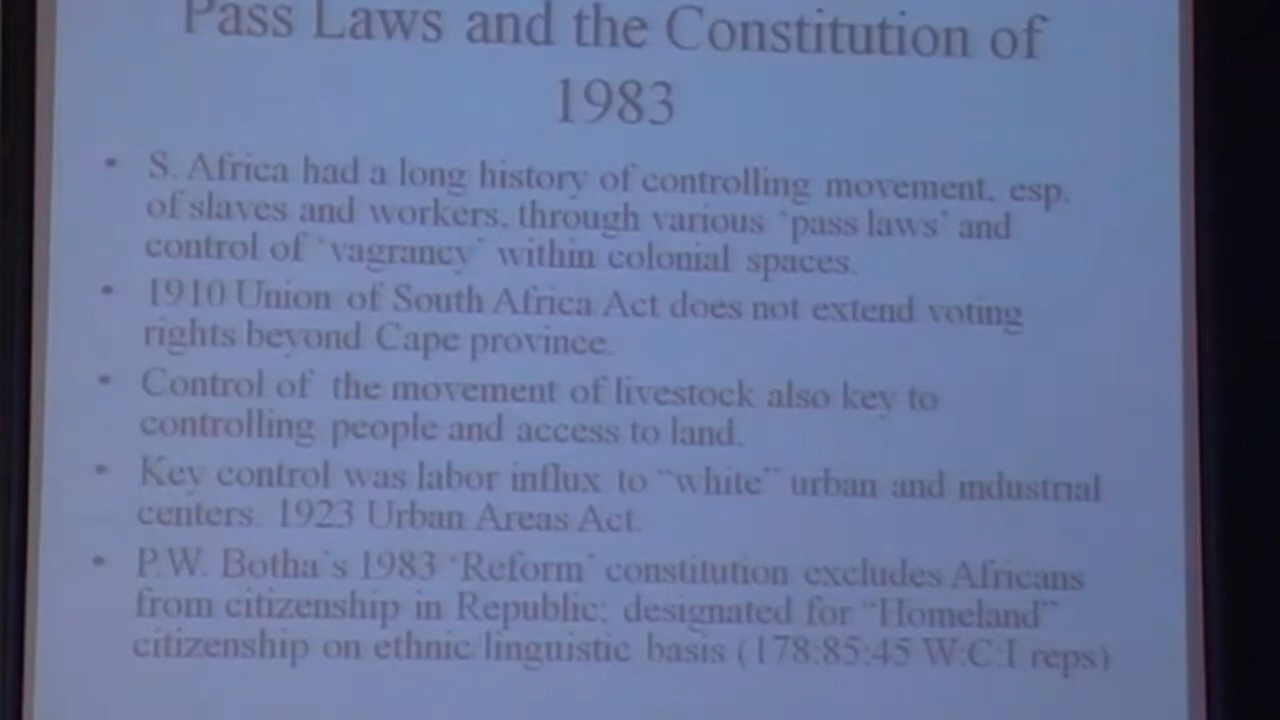 Pass Laws and the Constitution of
1983
• S. Africa had a long history of controlling movement, esp.
of slaves and workers, through various 'pass laws' and
control of 'vagrancy' within colonial spaces.
• 1910 Union of South Africa Act does not extend voting
rights beyond Cape province.
• Control of the movement of livestock also key to
controlling people and access to land.
• Key control was labor influx to "white" urban and industrial
centers. 1923 Urban Areas Act.
• P.W. Botha's 1983 'Reform' constitution excludes Africans
from citizenship in Republic; designated for "Homeland"
citizenship on ethnic/linguistic basis (178:85:45 W:C:I reps)